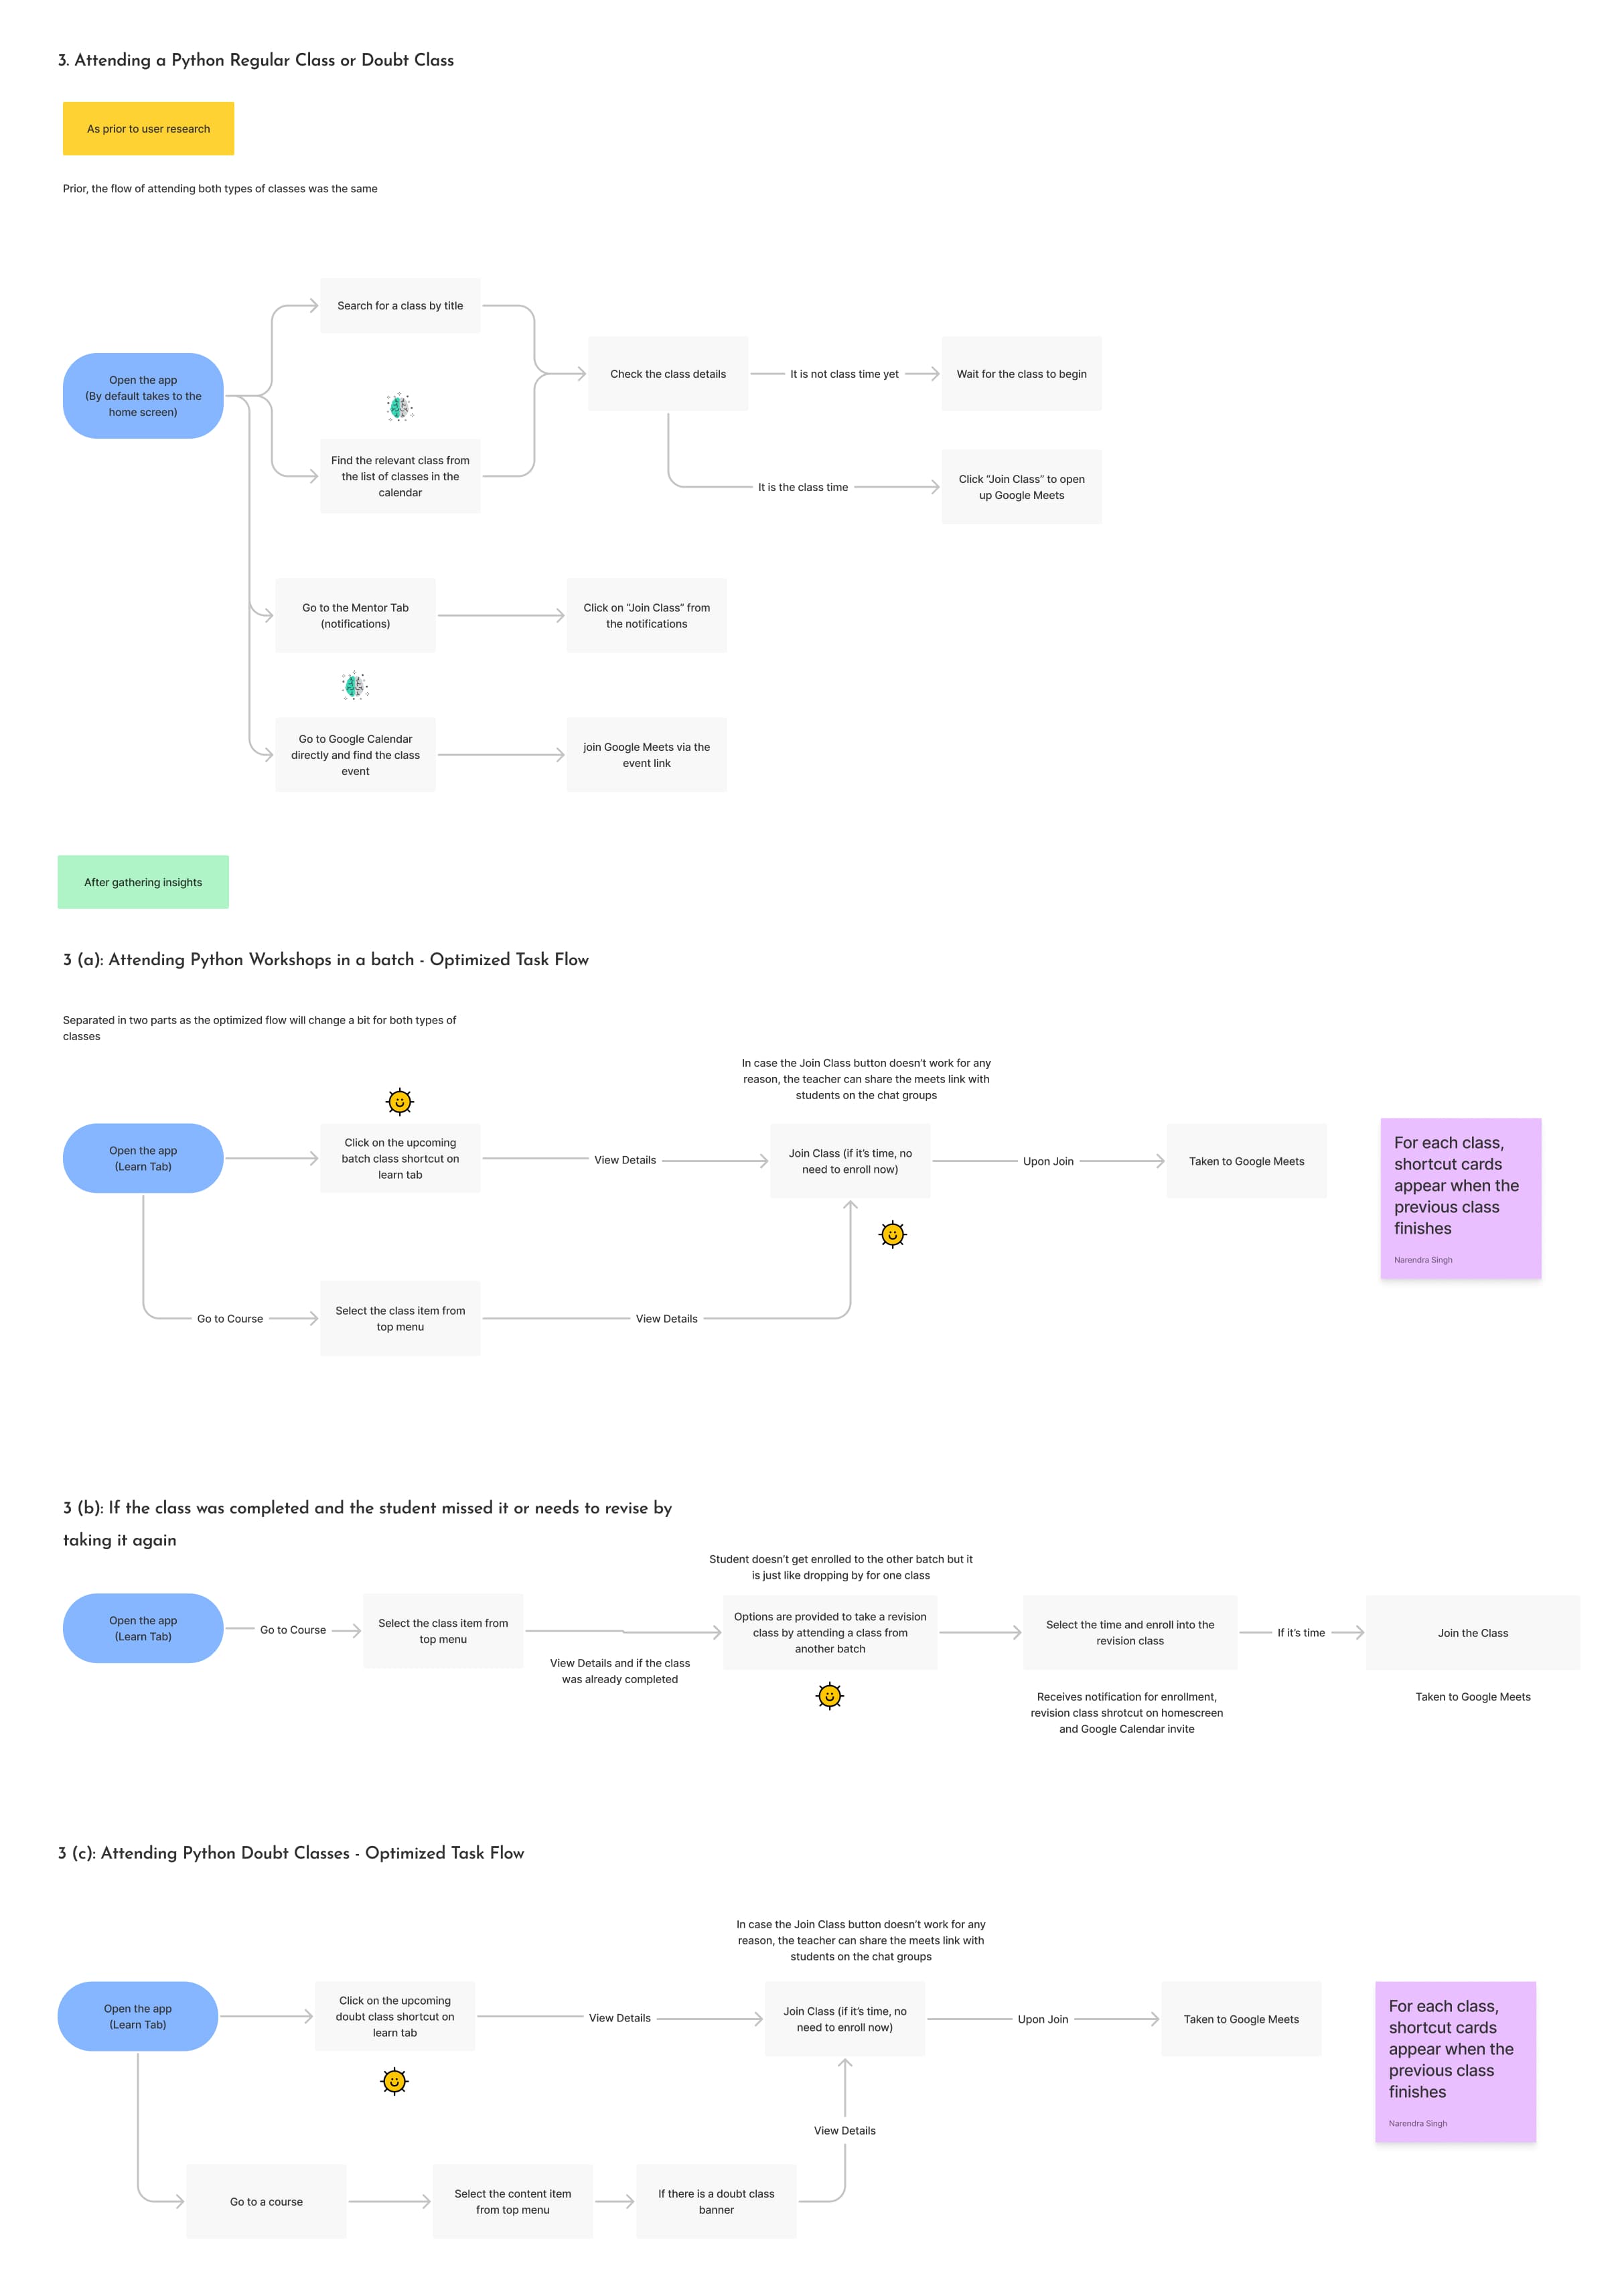 3. Attending a Python Regular Class or Doubt Class
As prior to user research
Prior, the flow of attending both types of classes was the same
Search for a class by title
Open the app
(By default takes to the
home screen)
Check the class details
It is not class time yet
Wait for the class to begin
Find the relevant class from
the list of classes in the
calendar
It is the class time
Click “Join Class” to open
up Google Meets
Go to the Mentor Tab
(notifications)
Click on “Join Class” from
the notifications
Go to Google Calendar
directly and find the class
event
join Google Meets via the
event link
After gathering insights
3 (a): Attending Python Workshops in a batch - Optimized Task Flow
Separated in two parts as the optimized flow will change a bit for both types of
classes
In case the Join Class button doesn’t work for any
reason, the teacher can share the meets link with
students on the chat groups
Open the app
(Learn Tab)
Click on the upcoming
batch class shortcut on
learn tab
View Details
Join Class (if it’s time, no
need to enroll now)
Upon Join
Taken to Google Meets
For each class,
shortcut cards
appear when the
previous class
finishes
Narendra Singh
Go to Course
Select the class item from
top menu
View Details
3 (b): If the class was completed and the student missed it or needs to revise by
taking it again
Student doesn’t get enrolled to the other batch but it
is just like dropping by for one class
Open the app
(Learn Tab)
Go to Course
Select the class item from
top menu
View Details and if the class
was already completed
Options are provided to take a revision
class by attending a class from
another batch
Select the time and enroll into the
revision class
If it’s time
Join the Class
Receives notification for enrollment,
revision class shrotcut on homescreen
and Google Calendar invite
Taken to Google Meets
3 (c): Attending Python Doubt Classes - Optimized Task Flow
In case the Join Class button doesn’t work for any
reason, the teacher can share the meets link with
students on the chat groups
Open the app
(Learn Tab)
Click on the upcoming
doubt class shortcut on
learn tab
View Details
Join Class (if it’s time, no
need to enroll now)
Upon Join
Taken to Google Meets
For each class,
shortcut cards
appear when the
previous class
finishes
Narendra Singh
View Details
Go to a course
Select the content item
from top menu
If there is a doubt class
banner